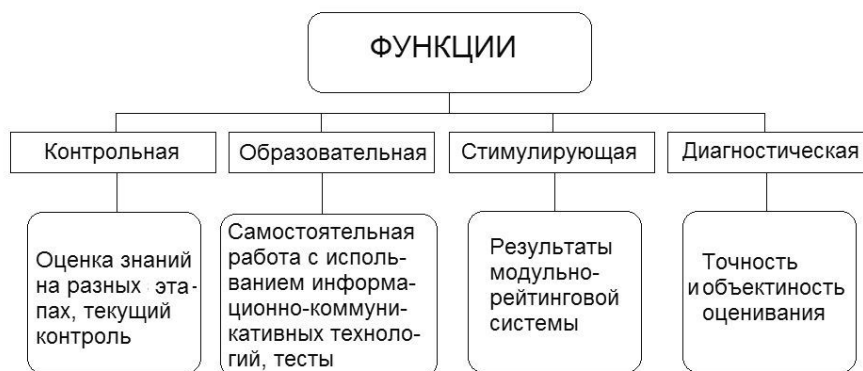 ФУНКЦИИ
Контрольная
Образовательная
Стимулирующая
Диагностическая
Оценка знаний
на разных эта-
пах, текущий
контроль
Самостоятельная
работа с исполь-
ванием информа-
ционно-коммуни-
кативных техноло-
гий, тесты
Результаты
модульно-
рейтинговой
системы
Точность
и объектиность
оценивания